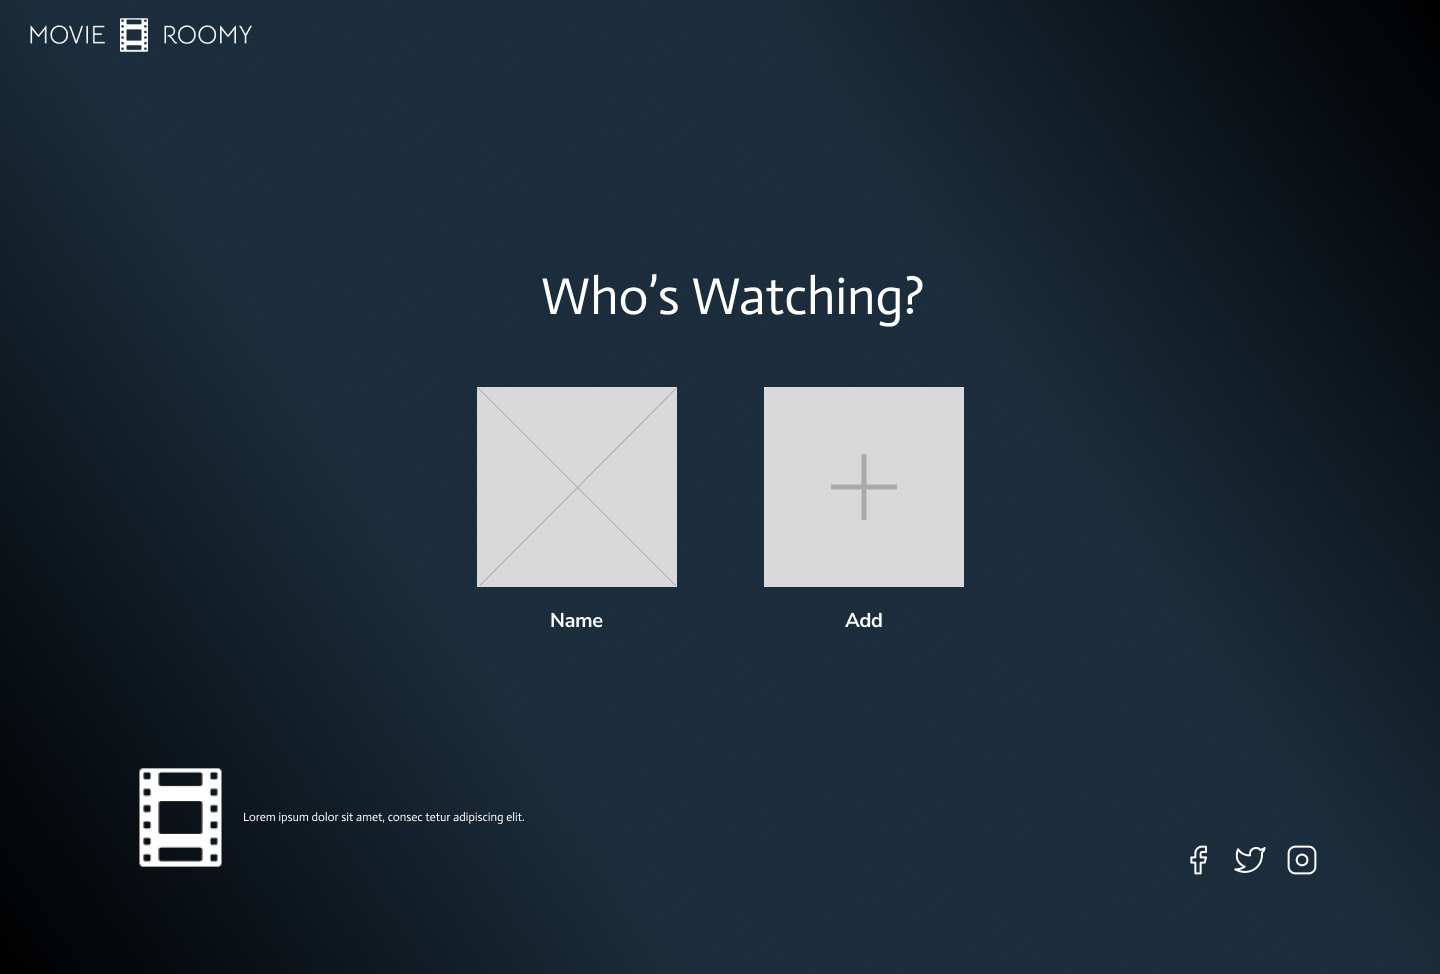 MOVIE ROOMY
Who's Watching?
Name
Add
Lorem ipsum dolor sit amet, consec tetur adipiscing elit.